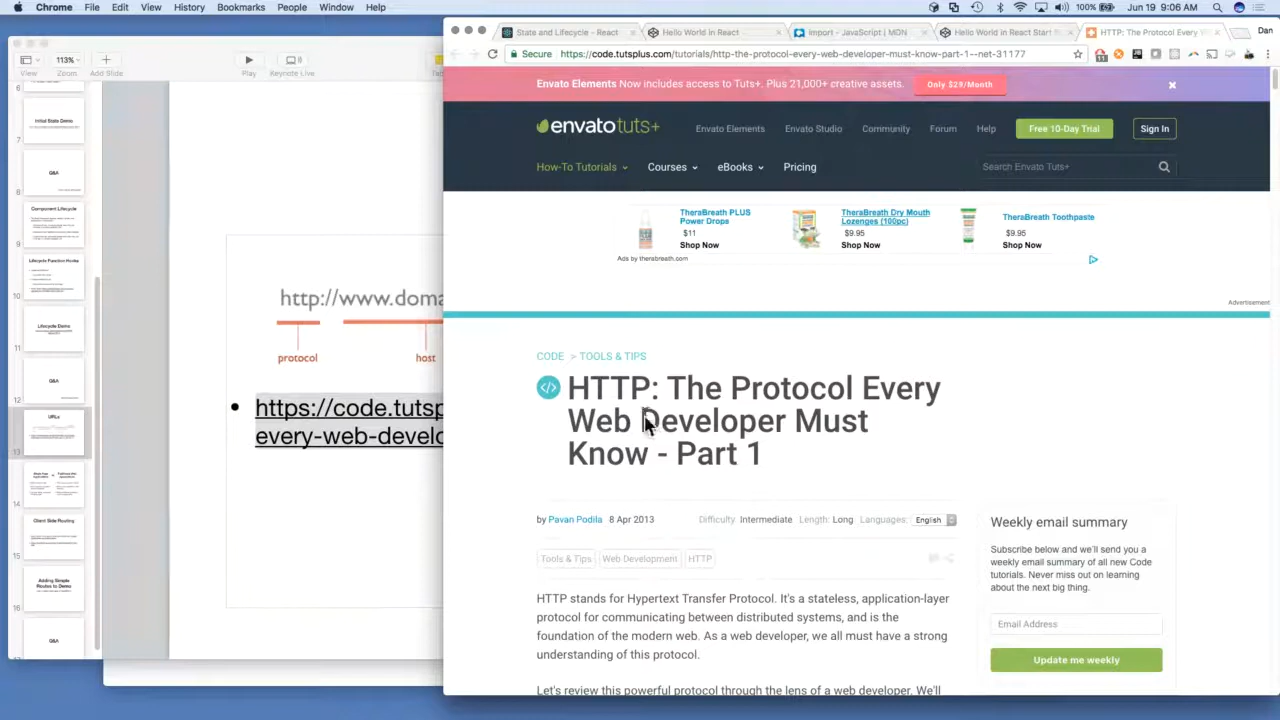 Chrome File Edit View History Bookmarks People Window Help 100% Jun 19 9:06 AM
State and Lifecycle - React
Hello World in React
import - JavaScript | MDN
Hello World in React Start
HTTP: The Protocol Every
Dan
Secure https://code.tutsplus.com/tutorials/http-the-protocol-every-web-developer-must-know-part-1--net-31177
113%
View Zoom Add Slide Play Keynote Live
Envato Elements Now includes access to Tuts+. Plus 21,000+ creative assets. Only $29/Month
envatotuts+
Envato Elements Envato Studio Community Forum Help Free 10-Day Trial Sign In
How-To Tutorials Courses eBooks Pricing Search Envato Tuts+
TheraBreath PLUS
Power Drops
$11
Shop Now
TheraBreath Dry Mouth
Lozenges (100pc)
$9.95
Shop Now
TheraBreath Toothpaste
$9.95
Shop Now
Ads by therabreath.com
Advertisement
CODE > TOOLS & TIPS
HTTP: The Protocol Every
Web Developer Must
Know - Part 1
by Pavan Podila 8 Apr 2013 Difficulty Intermediate Length: Long Languages: English
Tools & Tips Web Development HTTP
HTTP stands for Hypertext Transfer Protocol. It's a stateless, application-layer
protocol for communicating between distributed systems, and is the
foundation of the modern web. As a web developer, we all must have a strong
understanding of this protocol.
Let's review this powerful protocol through the lens of a web developer. We'll
Weekly email summary
Subscribe below and we'll send you a
weekly email summary of all new Code
tutorials. Never miss out on learning
about the next big thing.
Email Address
Update me weekly
http://www.doma
protocol
host
https://code.tutsp
every-web-develo
6
Initial State Demo
Q&A
8
Component Lifecycle
9
Lifecycle Function Hooks
10
Lifecycle Demo
11
Q&A
12
URLs
13
14
Client Side Routing
15
Adding Simple
Routes to Demo
16
Q&A